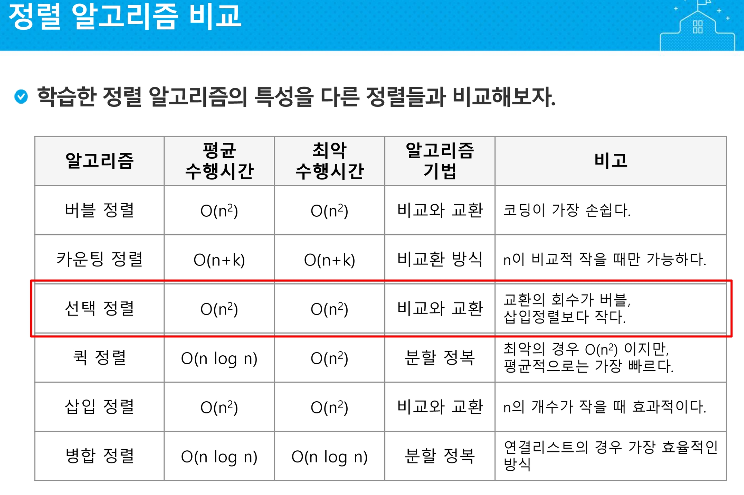 정렬 알고리즘 비교
학습한 정렬 알고리즘의 특성을 다른 정렬들과 비교해보자.
알고리즘 평균 수행시간 최악 수행시간 알고리즘 기법 비고
버블 정렬 O(n²) O(n²) 비교와 교환 코딩이 가장 손쉽다.
카운팅 정렬 O(n+k) O(n+k) 비교환 방식 n이 비교적 작을 때만 가능하다.
선택 정렬 O(n²) O(n²) 비교와 교환 교환의 회수가 버블,
삽입정렬보다 작다.
퀵 정렬 O(n log n) O(n²) 분할 정복 최악의 경우 O(n²) 이지만,
평균적으로는 가장 빠르다.
삽입 정렬 O(n²) O(n²) 비교와 교환 n의 개수가 작을 때 효과적이다.
병합 정렬 O(n log n) O(n log n) 분할 정복 연결리스트의 경우 가장 효율적인
방식